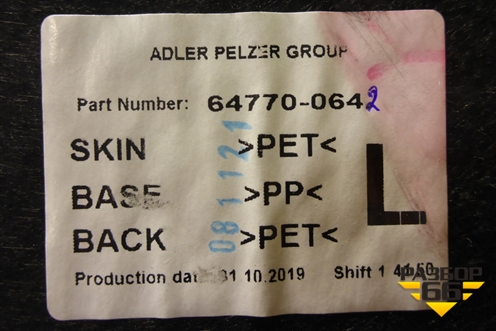 ADLER PELZER GROUP
Part Number: 64770-0642
SKIN >PET<
BASE >PP<
BACK >PET<
L
081121
Production date 31 10.2019 Shift 1
РАЗБОР
66